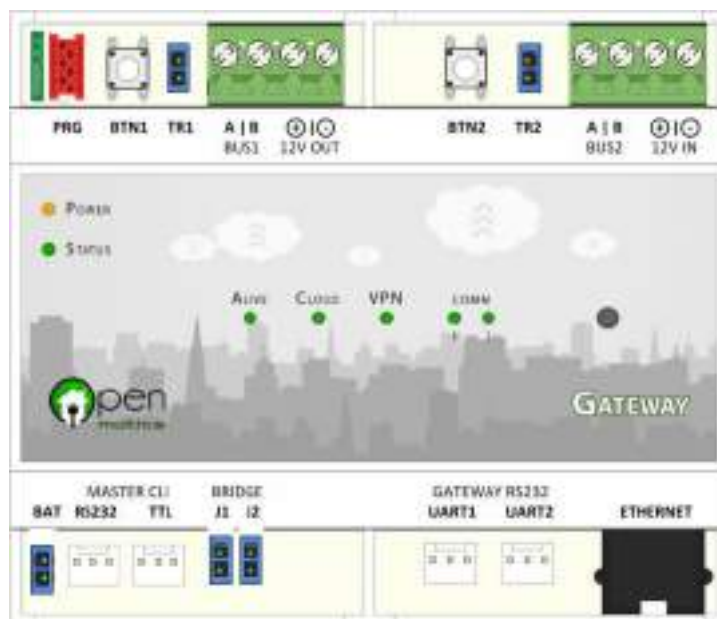 PRG BTN1 TR1 A | B ⊕|⊖ BTN2 TR2 A | B ⊕|⊖
BUS1 12V OUT BUS2 12V IN
POWER
STATUS
ALIVE CLOUD VPN COMM
Open
GATEWAY
MASTER CLI BRIDGE GATEWAY RS232
BAT RS232 TTL J1 J2 UART1 UART2 ETHERNET